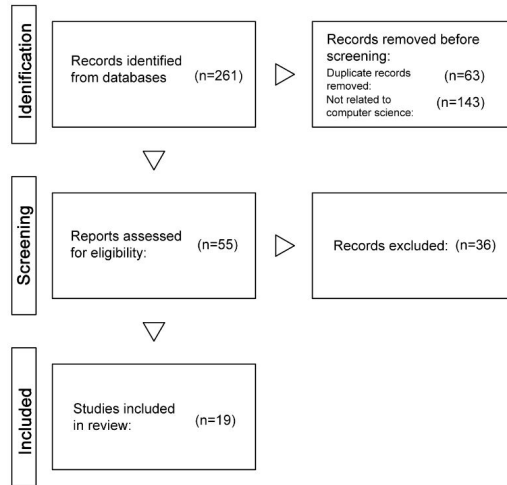 Idenification
Records identified
from databases (n=261)
Records removed before
screening:
Duplicate records (n=63)
removed:
Not related to (n=143)
computer science:
Screening
Reports assessed (n=55)
for eligibility:
Records excluded: (n=36)
Included
Studies included
in review: (n=19)